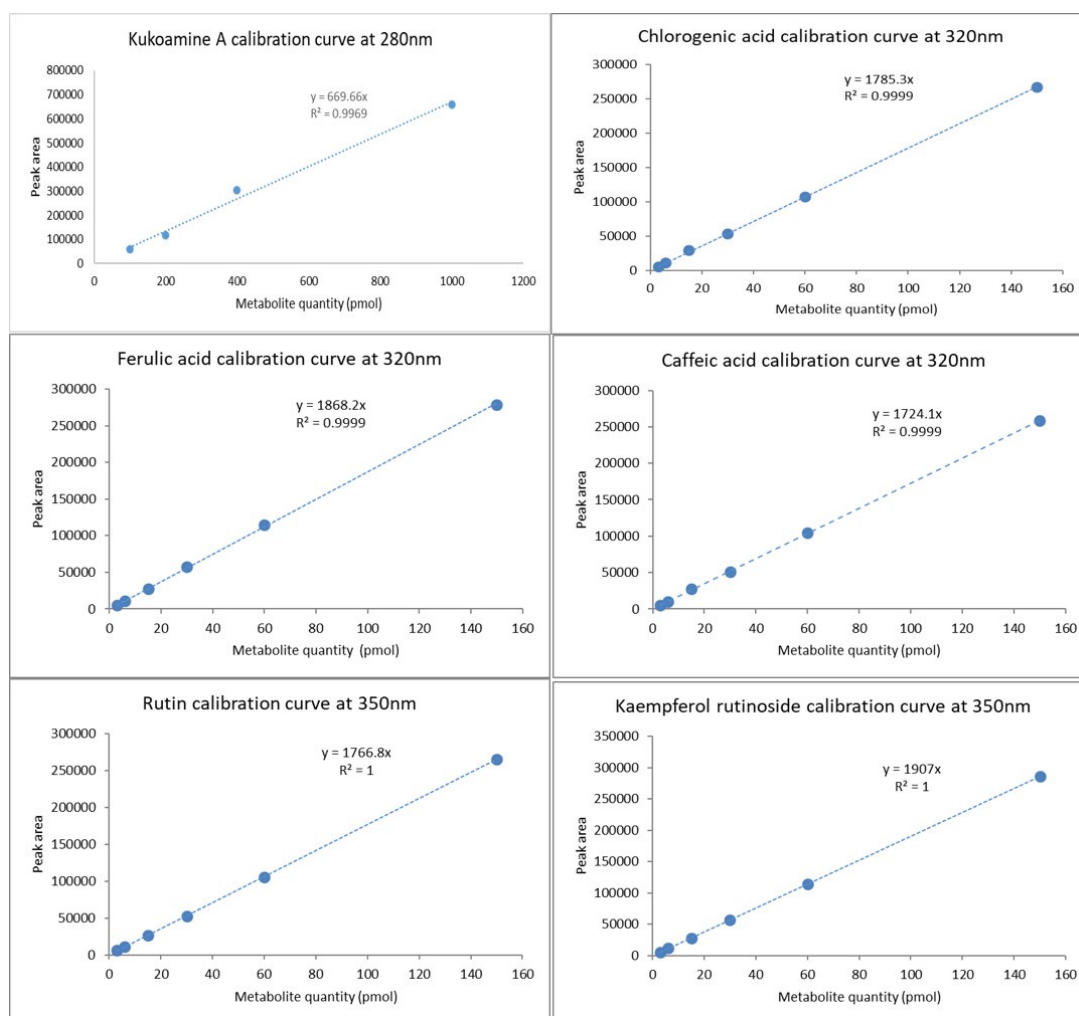 Kukoamine A calibration curve at 280nm
800000
700000
600000
500000
400000
300000
200000
100000
0
Peak area
y = 669.66x
R² = 0.9969
0 200 400 600 800 1000 1200
Metabolite quantity (pmol)
Chlorogenic acid calibration curve at 320nm
300000
250000
200000
150000
100000
50000
0
Peak area
y = 1785.3x
R² = 0.9999
0 20 40 60 80 100 120 140 160
Metabolite quantity (pmol)
Ferulic acid calibration curve at 320nm
300000
250000
200000
150000
100000
50000
0
Peak area
y = 1868.2x
R² = 0.9999
0 20 40 60 80 100 120 140 160
Metabolite quantity (pmol)
Caffeic acid calibration curve at 320nm
300000
250000
200000
150000
100000
50000
0
Peak area
y = 1724.1x
R² = 0.9999
0 20 40 60 80 100 120 140 160
Metabolite quantity (pmol)
Rutin calibration curve at 350nm
300000
250000
200000
150000
100000
50000
0
Peak area
y = 1766.8x
R² = 1
0 20 40 60 80 100 120 140 160
Metabolite quantity (pmol)
Kaempferol rutinoside calibration curve at 350nm
350000
300000
250000
200000
150000
100000
50000
0
Peak area
y = 1907x
R² = 1
0 20 40 60 80 100 120 140 160
Metabolite quantity (pmol)